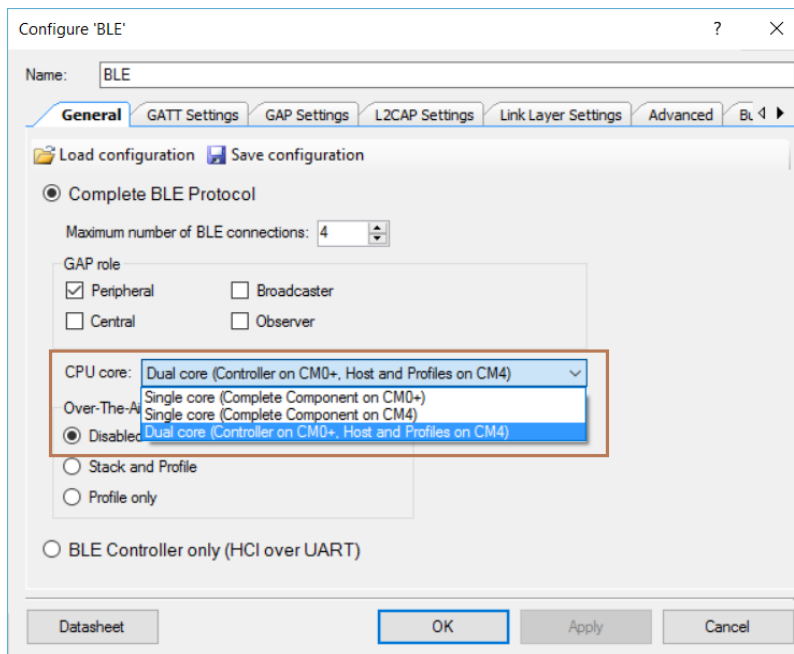 Configure 'BLE'
?
Name: BLE
General GATT Settings GAP Settings L2CAP Settings Link Layer Settings Advanced
Load configuration Save configuration
Complete BLE Protocol
Maximum number of BLE connections: 4
GAP role
Peripheral Broadcaster
Central Observer
CPU core: Dual core (Controller on CM0+, Host and Profiles on CM4)
Single core (Complete Component on CM0+)
Over-The-Ai
Single core (Complete Component on CM4)
Disabled Dual core (Controller on CM0+, Host and Profiles on CM4)
Stack and Profile
Profile only
BLE Controller only (HCI over UART)
Datasheet OK Apply Cancel